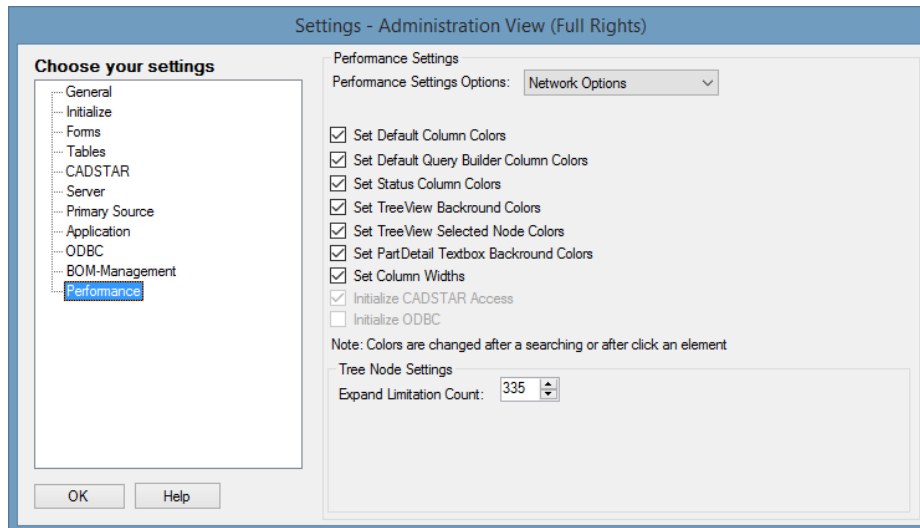 Settings - Administration View (Full Rights)
Choose your settings
General
Initialize
Forms
Tables
CADSTAR
Server
Primary Source
Application
ODBC
BOM-Management
Performance
OK
Help
Performance Settings
Performance Settings Options: Network Options
Set Default Column Colors
Set Default Query Builder Column Colors
Set Status Column Colors
Set TreeView Backround Colors
Set TreeView Selected Node Colors
Set PartDetail Textbox Backround Colors
Set Column Widths
Initialize CADSTAR Access
Initialize ODBC
Note: Colors are changed after a searching or after click an element
Tree Node Settings
Expand Limitation Count: 335